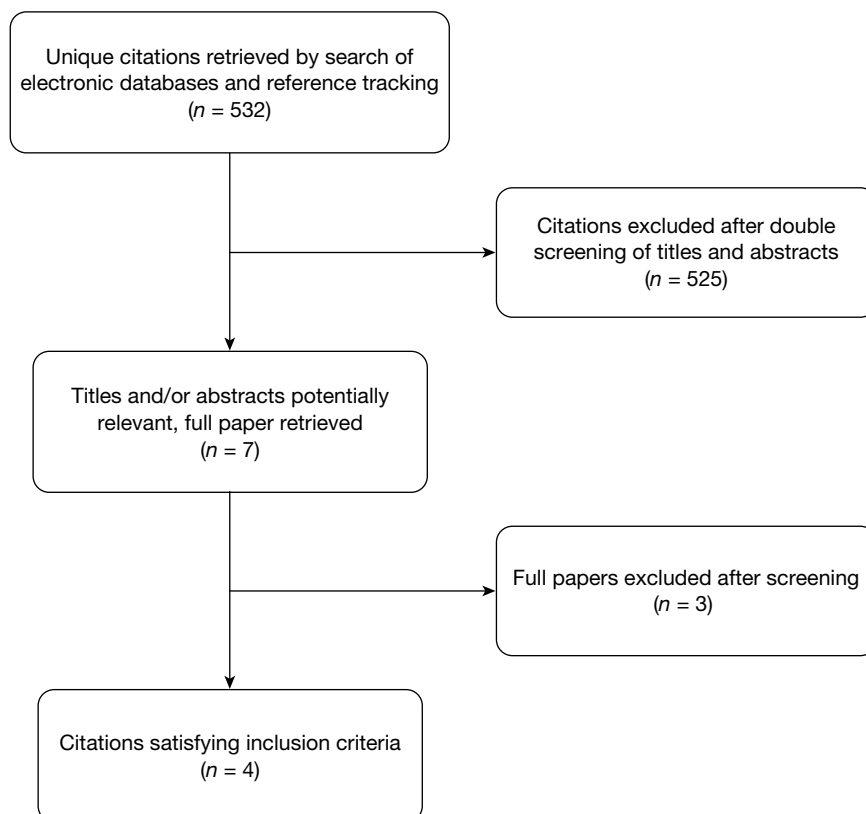 Unique citations retrieved by search of
electronic databases and reference tracking
(n = 532)
Citations excluded after double
screening of titles and abstracts
(n = 525)
Titles and/or abstracts potentially
relevant, full paper retrieved
(n = 7)
Full papers excluded after screening
(n = 3)
Citations satisfying inclusion criteria
(n = 4)